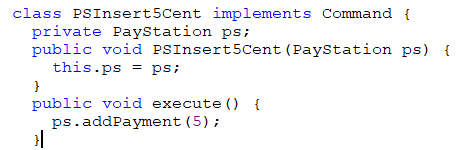 class PSInsert5Cent implements Command {
  private PayStation ps;
  public void PSInsert5Cent(PayStation ps) {
    this.ps = ps;
  }
  public void execute() {
    ps.addPayment(5);
  }